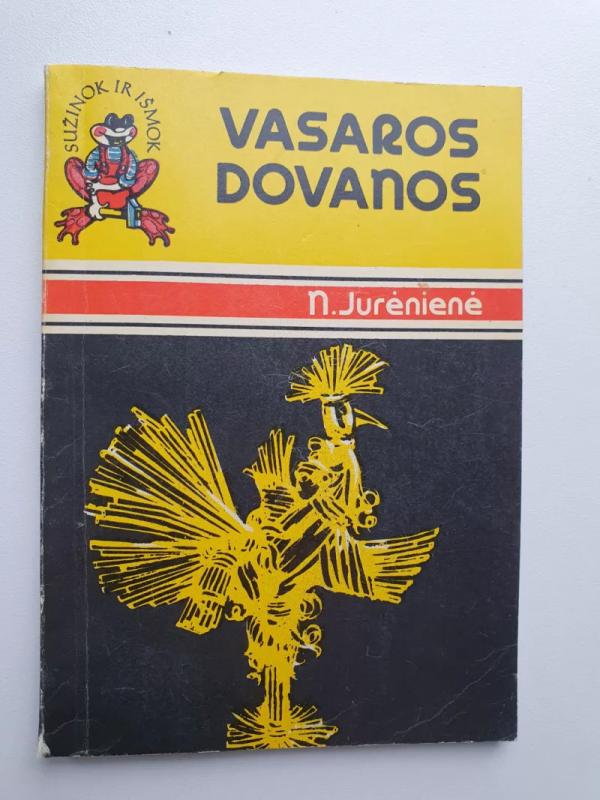 SUŽINOK IR IŠMOK
VASAROS
DOVANOS
N.Jurėnienė